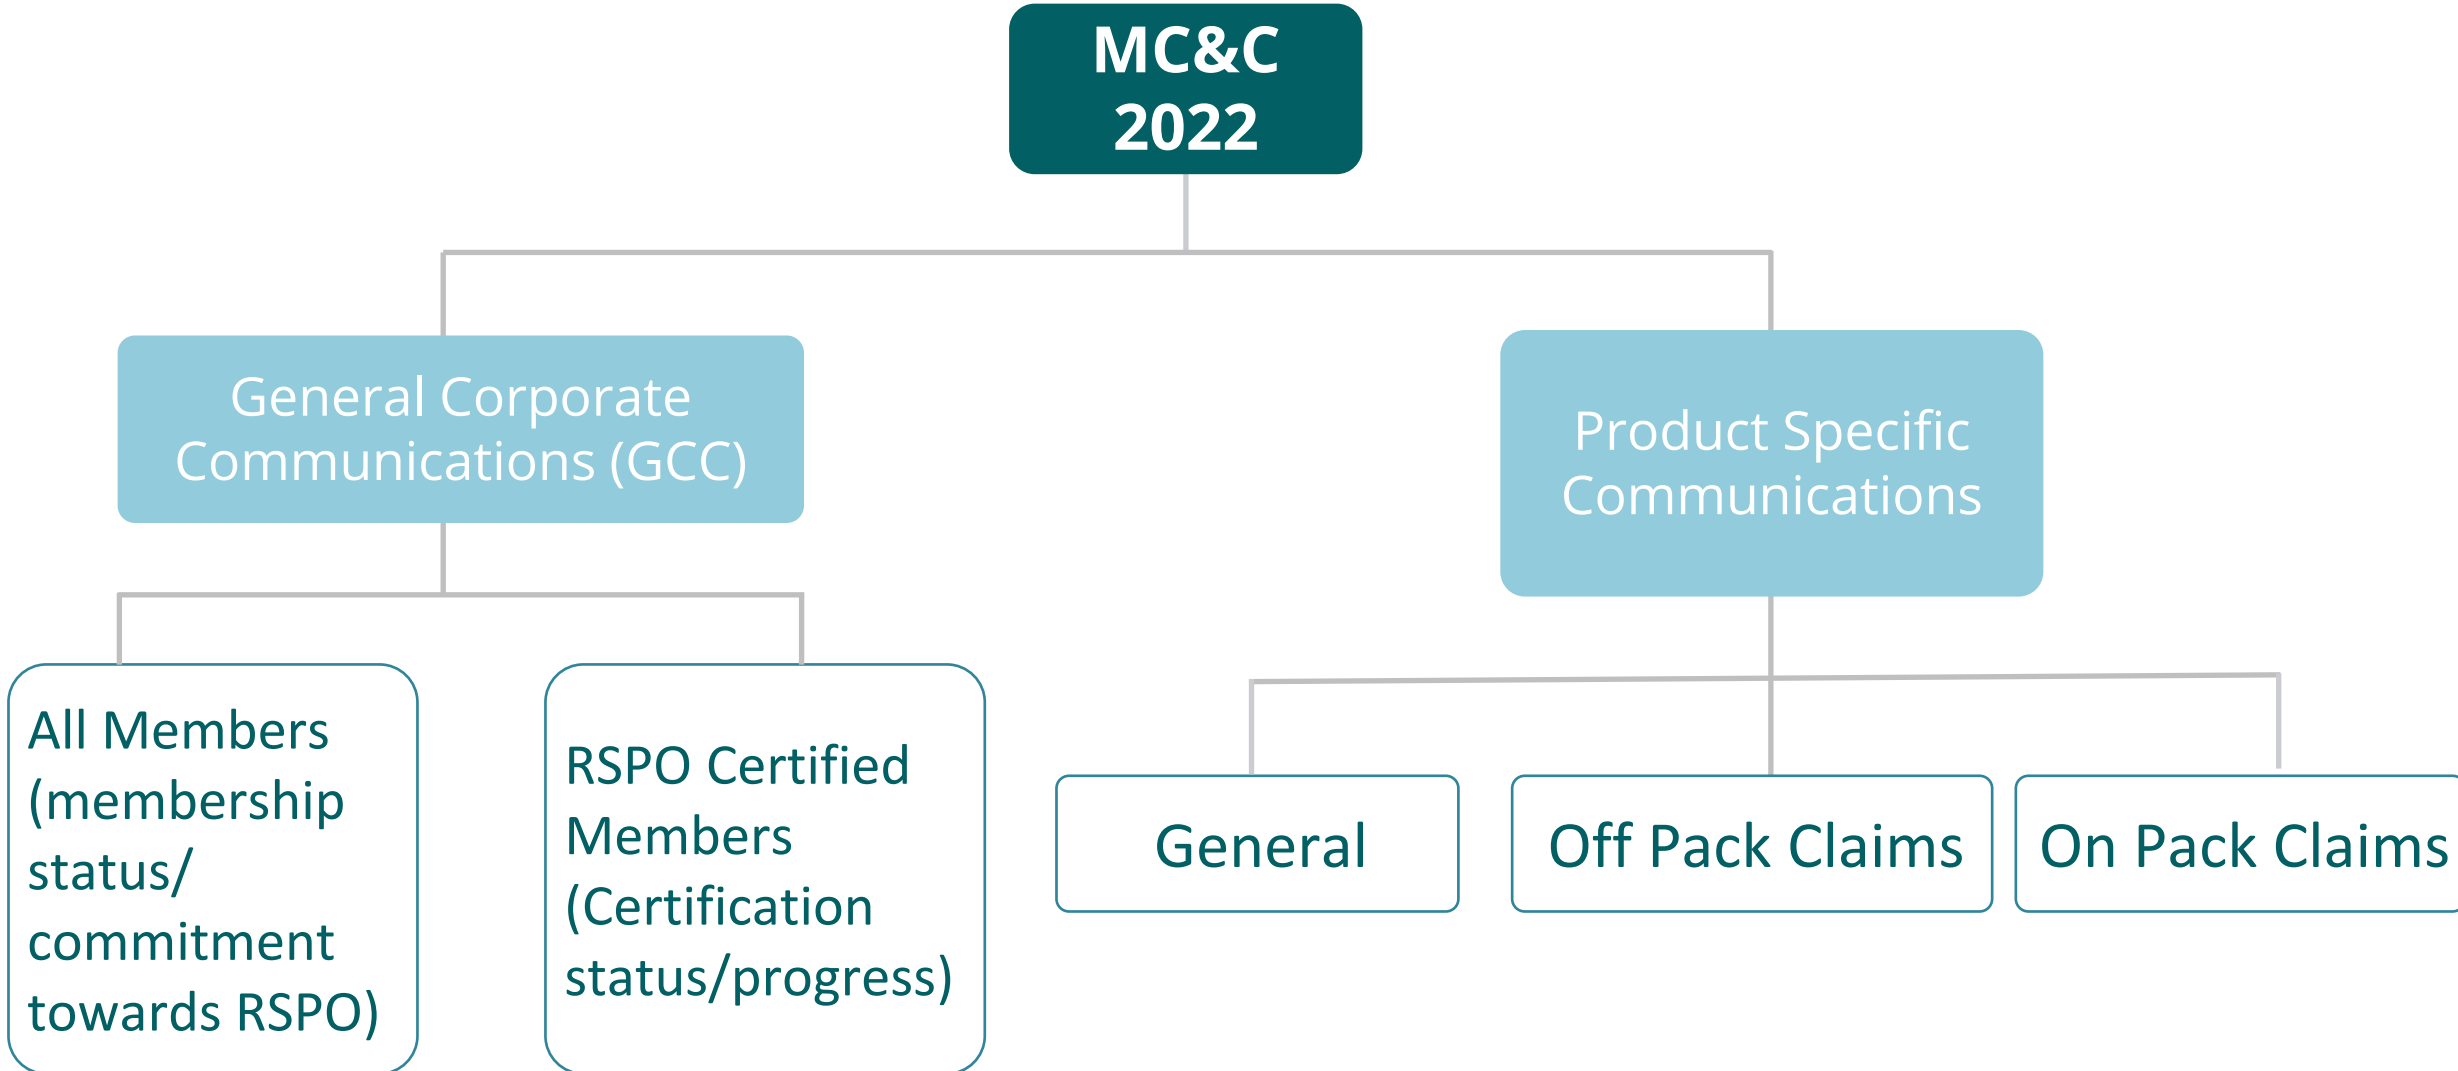 MC&C
2022
General Corporate
Communications (GCC)
Product Specific
Communications
All Members
(membership
status/
commitment
towards RSPO)
RSPO Certified
Members
(Certification
status/progress)
General
Off Pack Claims
On Pack Claims